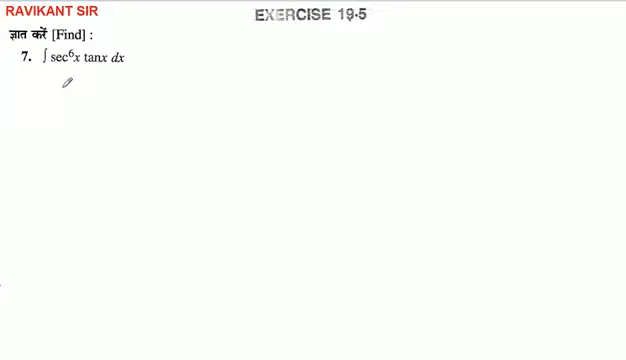 RAVIKANT SIR
EXERCISE 19.5
ज्ञात करें [Find] :
7. ∫ sec⁶x tanx dx